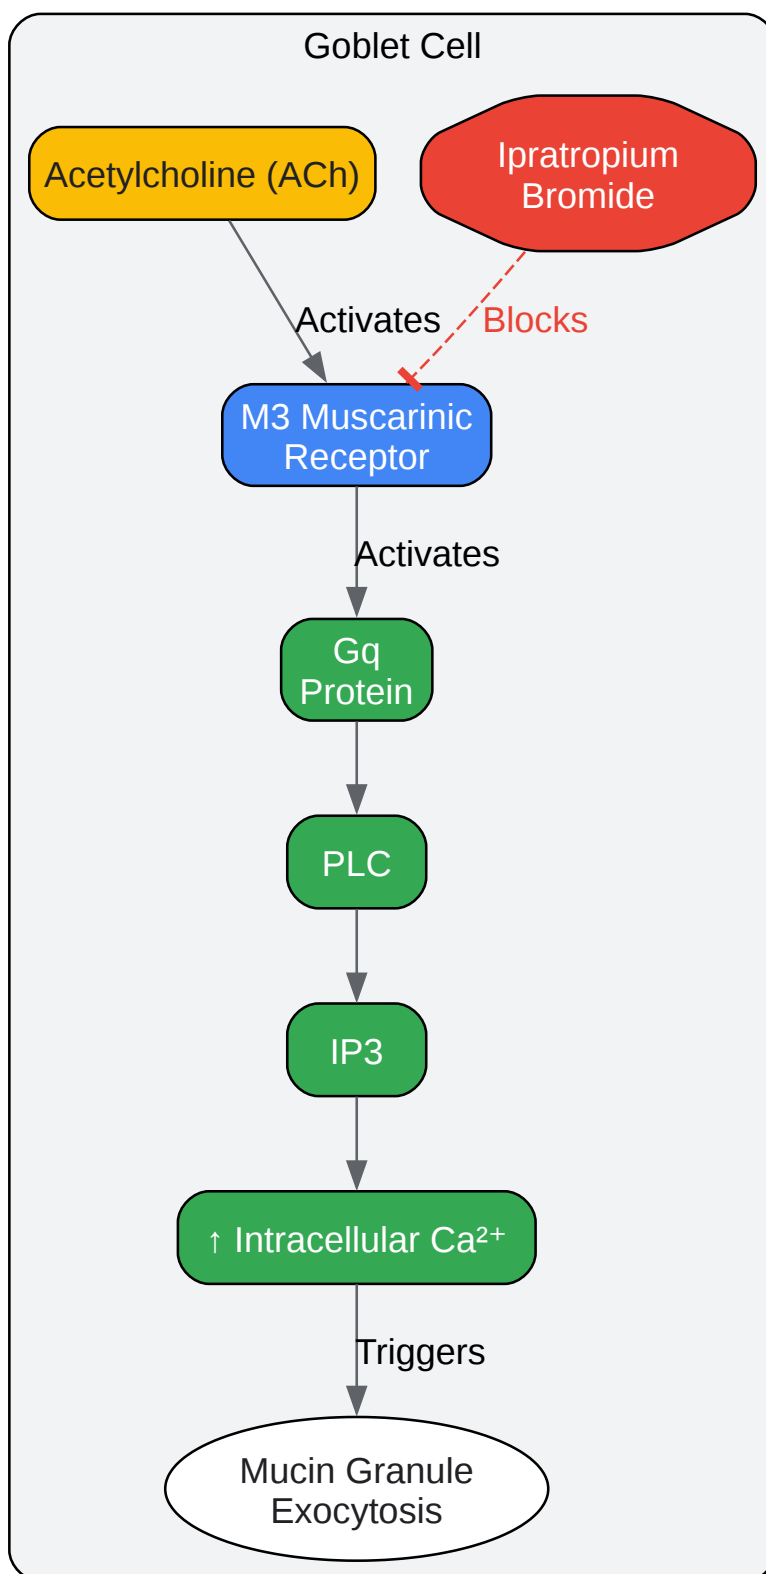 Goblet Cell
Acetylcholine (ACh)
Ipratropium
Bromide
Activates
Blocks
M3 Muscarinic
Receptor
Activates
Gq
Protein
PLC
IP3
↑ Intracellular Ca²⁺
Triggers
Mucin Granule
Exocytosis